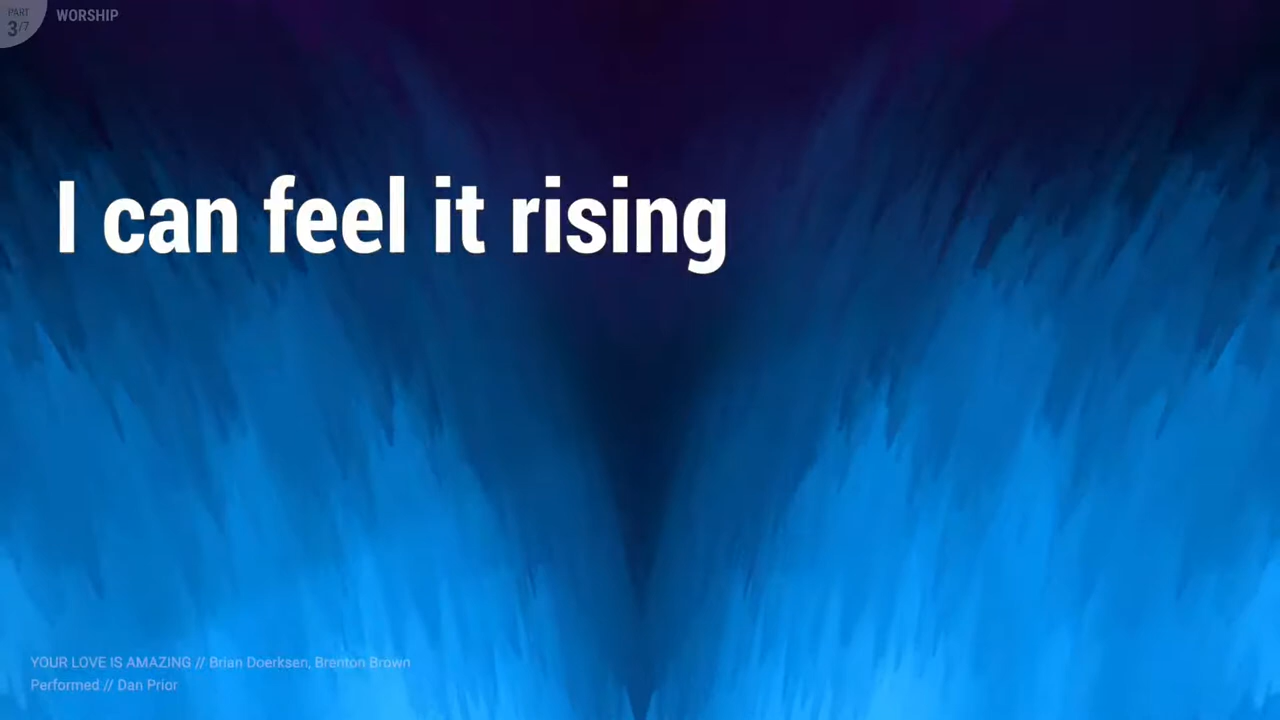 PART
3/7
WORSHIP
I can feel it rising
YOUR LOVE IS AMAZING // Brian Doerksen, Brenton Brown
Performed // Dan Prior